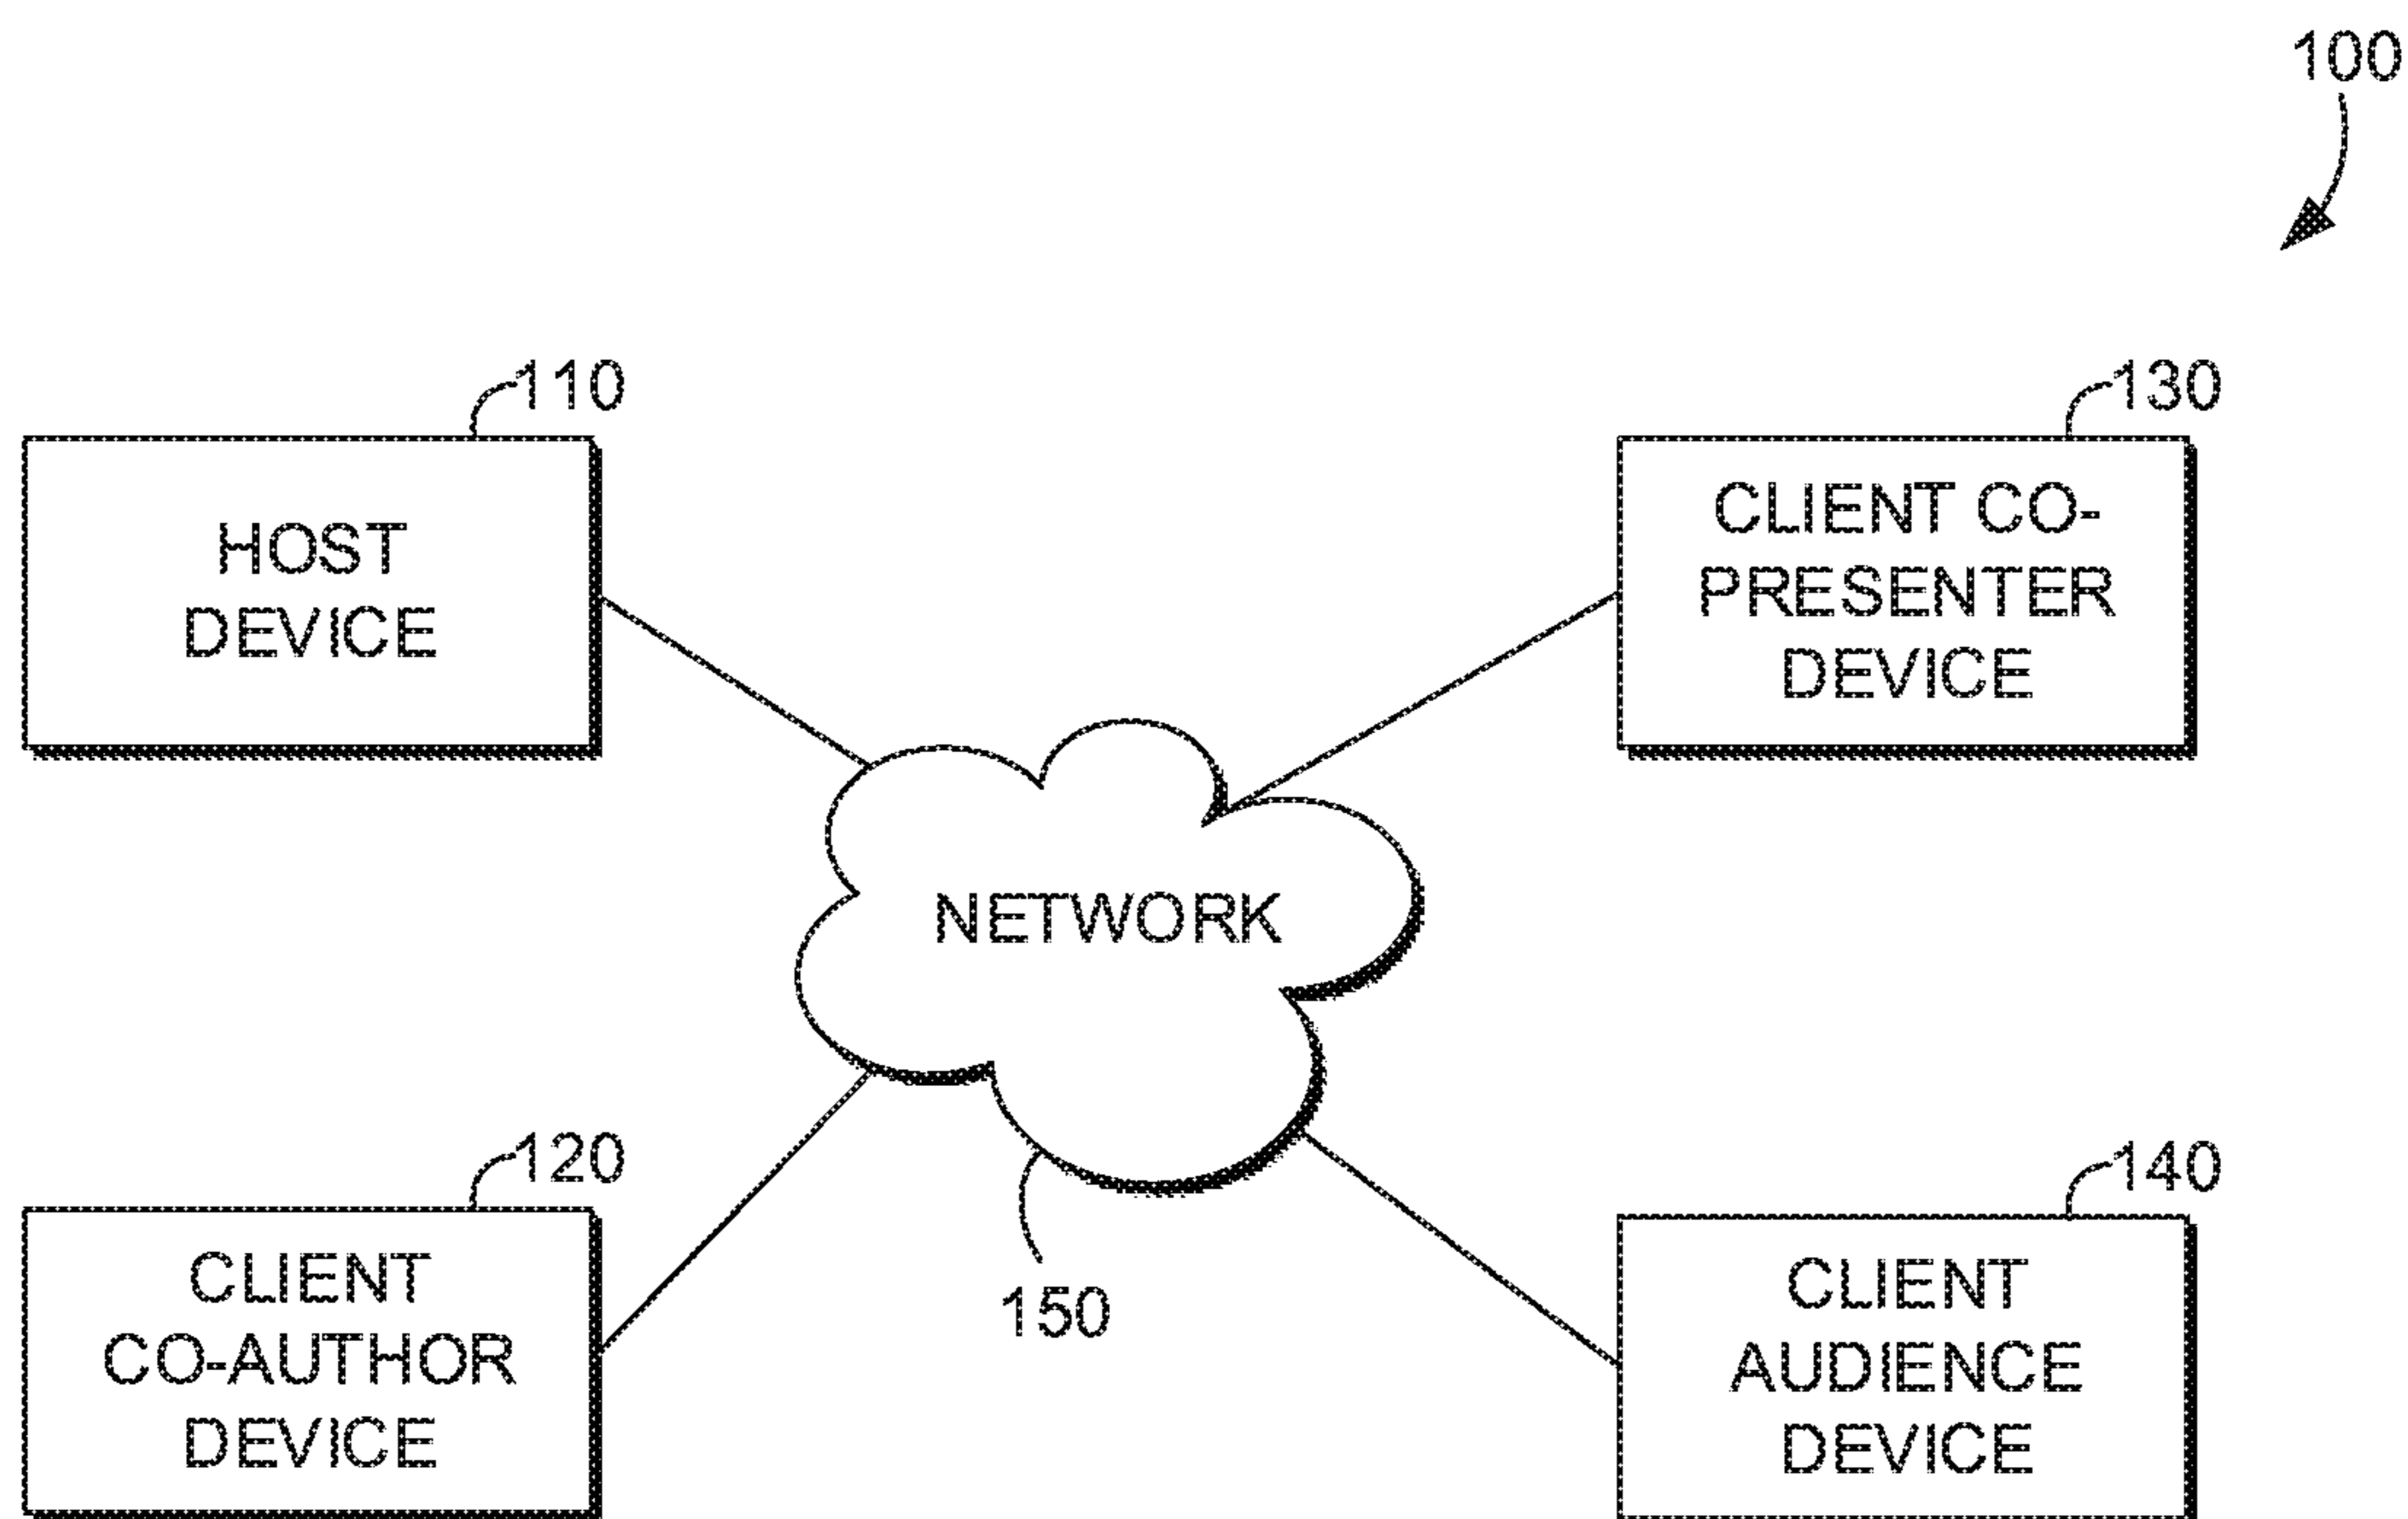 100
110
HOST
DEVICE
130
CLIENT CO-
PRESENTER
DEVICE
NETWORK
120
CLIENT
CO-AUTHOR
DEVICE
150
140
CLIENT
AUDIENCE
DEVICE